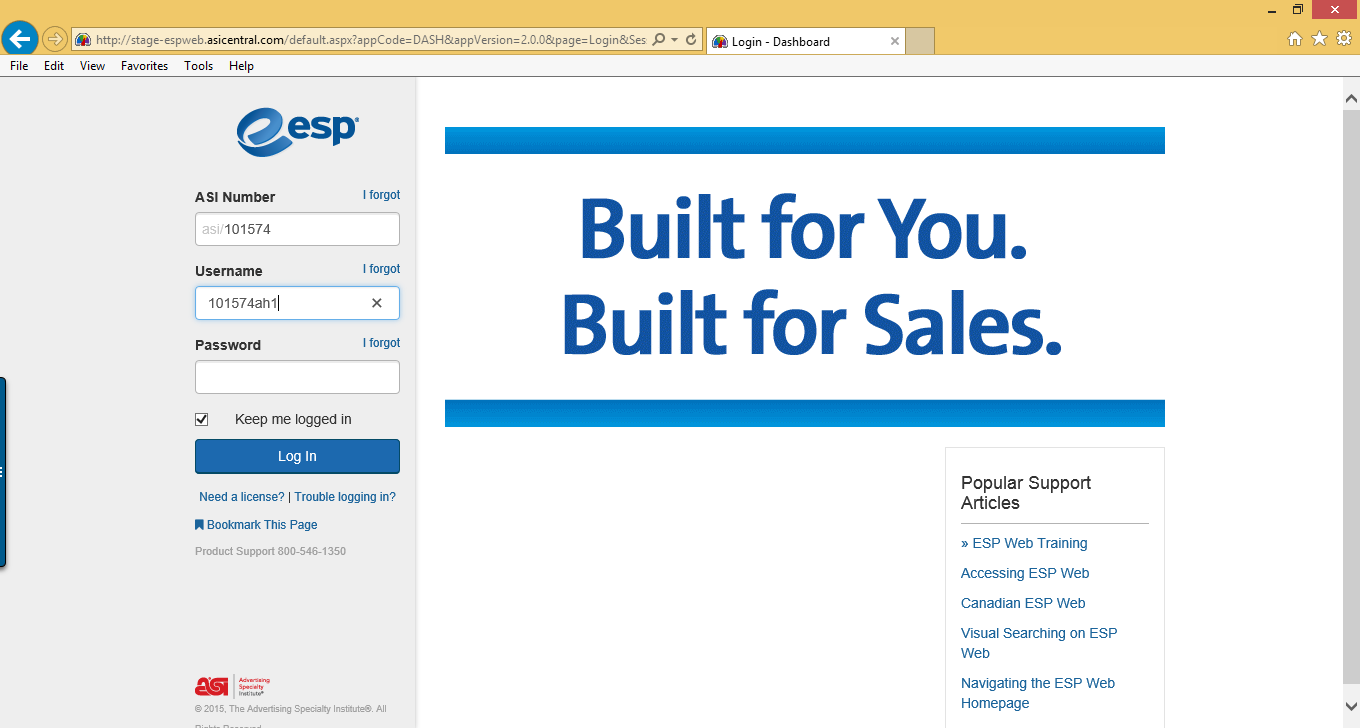 http://stage-espweb.asicentral.com/default.aspx?appCode=DASH&appVersion=2.0.0&page=Login&Ses
Login - Dashboard
File Edit View Favorites Tools Help
esp
ASI Number I forgot
asi/101574
Username I forgot
101574ah1
Password I forgot
Keep me logged in
Log In
Need a license? | Trouble logging in?
Bookmark This Page
Product Support 800-546-1350
asi Advertising
Specialty
Institute®
© 2015, The Advertising Specialty Institute®. All
Rights Reserved.
Built for You.
Built for Sales.
Popular Support
Articles
» ESP Web Training
Accessing ESP Web
Canadian ESP Web
Visual Searching on ESP
Web
Navigating the ESP Web
Homepage